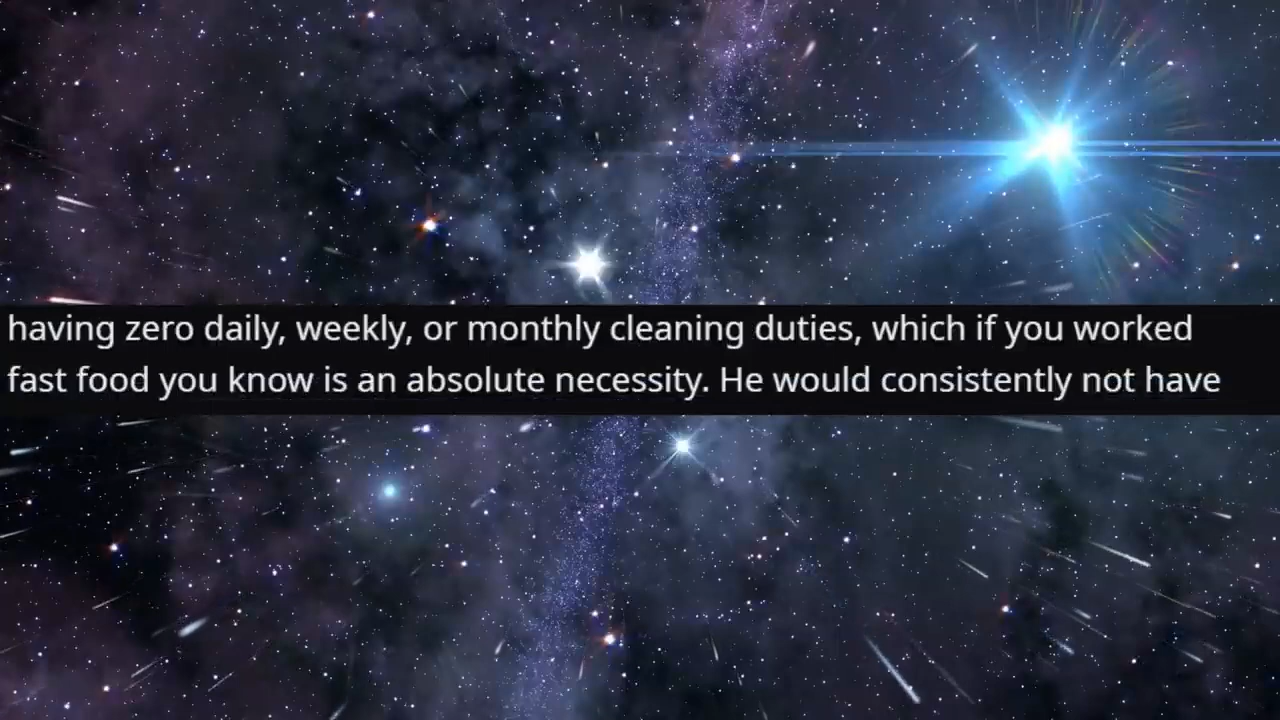 having zero daily, weekly, or monthly cleaning duties, which if you worked
fast food you know is an absolute necessity. He would consistently not have